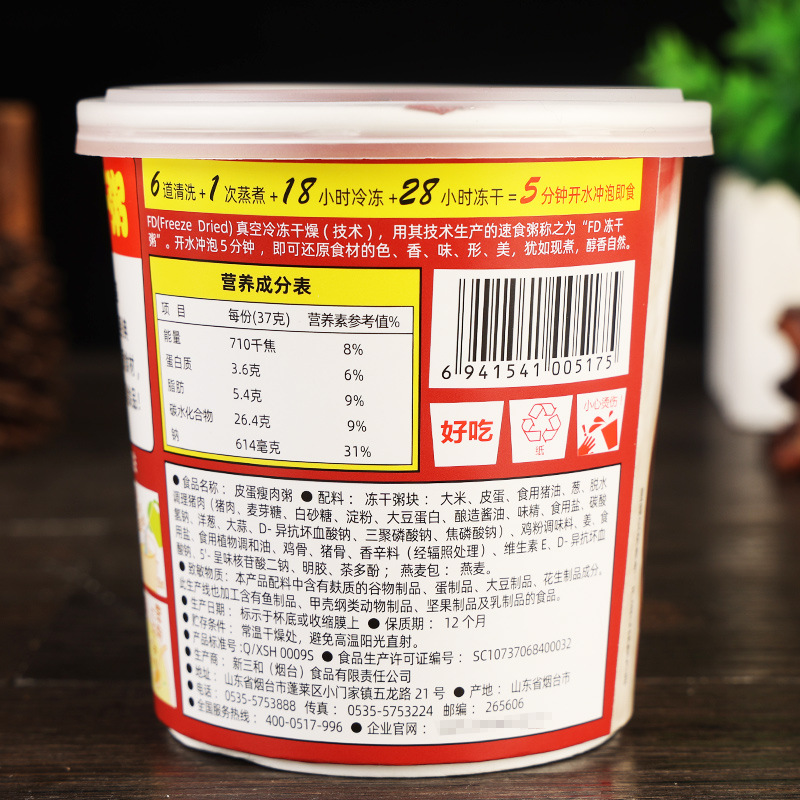 粥
6道清洗+1次蒸煮+18小时冷冻+28小时冻干=5分钟开水冲泡即食
FD(Freeze Dried)真空冷冻干燥(技术),用其技术生产的速食粥称之为“FD冻干
粥”。开水冲泡5分钟,即可还原食材的色、香、味、形、美,犹如现煮,醇香自然。
营养成分表
项目 每份(37克) 营养素参考值%
能量 710千焦 8%
蛋白质 3.6克 6%
脂肪 5.4克 9%
碳水化合物 26.4克 9%
钠 614毫克 31%
6 941541 005175
好吃
纸
小心烫伤!
●食品名称:皮蛋瘦肉粥 ●配料:冻干粥块:大米、皮蛋、食用猪油、葱、脱水
调理猪肉(猪肉、麦芽糖、白砂糖、淀粉、大豆蛋白、酿造酱油、味精、食用盐、碳酸
氢钠、洋葱、大蒜、D-异抗坏血酸钠、三聚磷酸钠、焦磷酸钠)、鸡粉调味料、姜、食
用盐、食用植物调和油、鸡骨、猪骨、香辛料(经辐照处理)、维生素E、D-异抗坏血
酸钠、5'-呈味核苷酸二钠、明胶、茶多酚;燕麦包:燕麦。
●致敏物质:本产品配料中含有麸质的谷物制品、蛋制品、大豆制品、花生制品成分。
此生产线也加工含有鱼制品、甲壳纲类动物制品、坚果制品及乳制品的食品。
●生产日期:标示于杯底或收缩膜上 ●保质期:12个月
●贮存条件:常温干燥处,避免高温阳光直射。
●产品标准号:Q/XSH 0009S ●食品生产许可证编号:SC10737068400032
●生产商:新三和(烟台)食品有限责任公司
●地址:山东省烟台市蓬莱区小门家镇五龙路21号 ●产地:山东省烟台市
●电话:0535-5753888 传真:0535-5753224 邮编:265606
●全国服务热线:400-0517-996 ●企业官网: